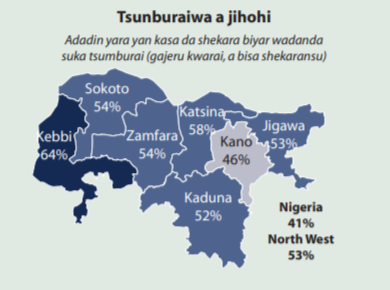 Tsunburaiwa a jihohi
Adadin yara yan kasa da shekara biyar wadanda
suka tsumburai (gajeru kwarai, a bisa shekaransu)
Sokoto
54%
Katsina
58%
Jigawa
53%
Kebbi
64%
Zamfara
54%
Kano
46%
Kaduna
52%
Nigeria
41%
North West
53%